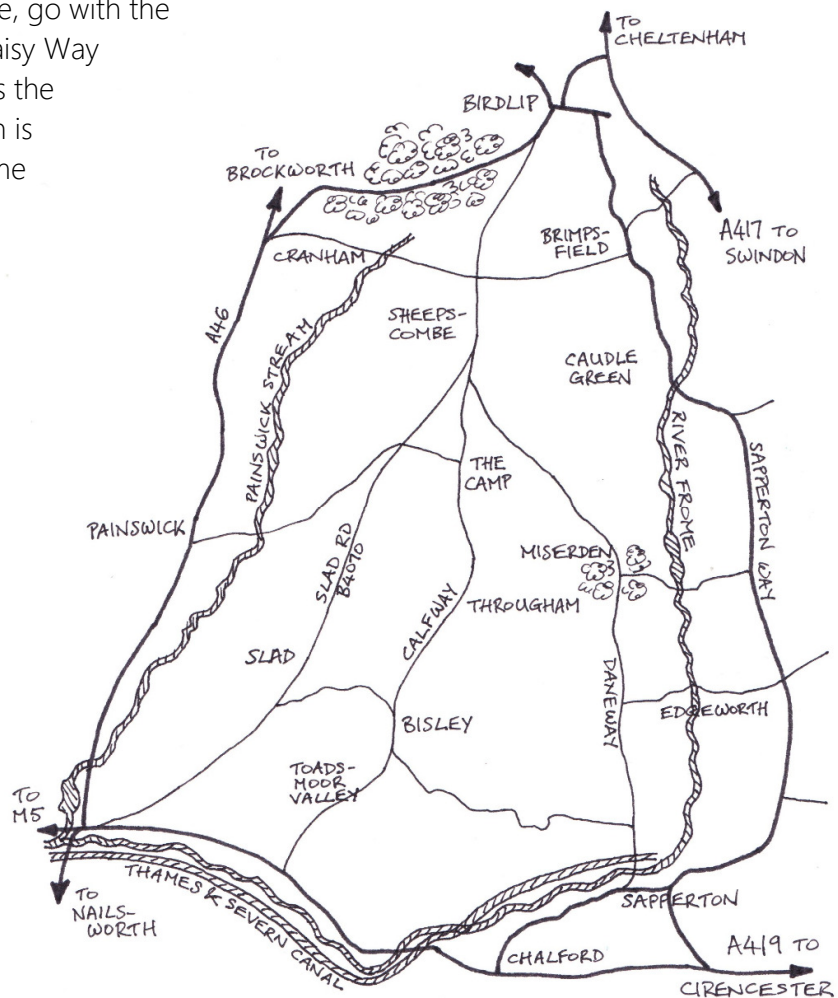 e, go with the
aisy Way
s the
n is
me
TO
CHELTENHAM
BIRDLIP
TO
BROCKWORTH
A417 TO
SWINDON
BRIMPS-
FIELD
CRANHAM
SHEEPS-
COMBE
A46
CAUDLE
GREEN
PAINSWICK STREAM
RIVER FROME
THE
CAMP
SAPPERTON WAY
PAINSWICK
MISERDEN
SLAD RD
B4070
THROUGHAM
CALFWAY
SLAD
DANEWAY
EDGEWORTH
BISLEY
TOADS-
MOOR
VALLEY
TO
M5
THAMES & SEVERN CANAL
TO
NAILS-
WORTH
SAPPERTON
CHALFORD
A419 TO
CIRENCESTER